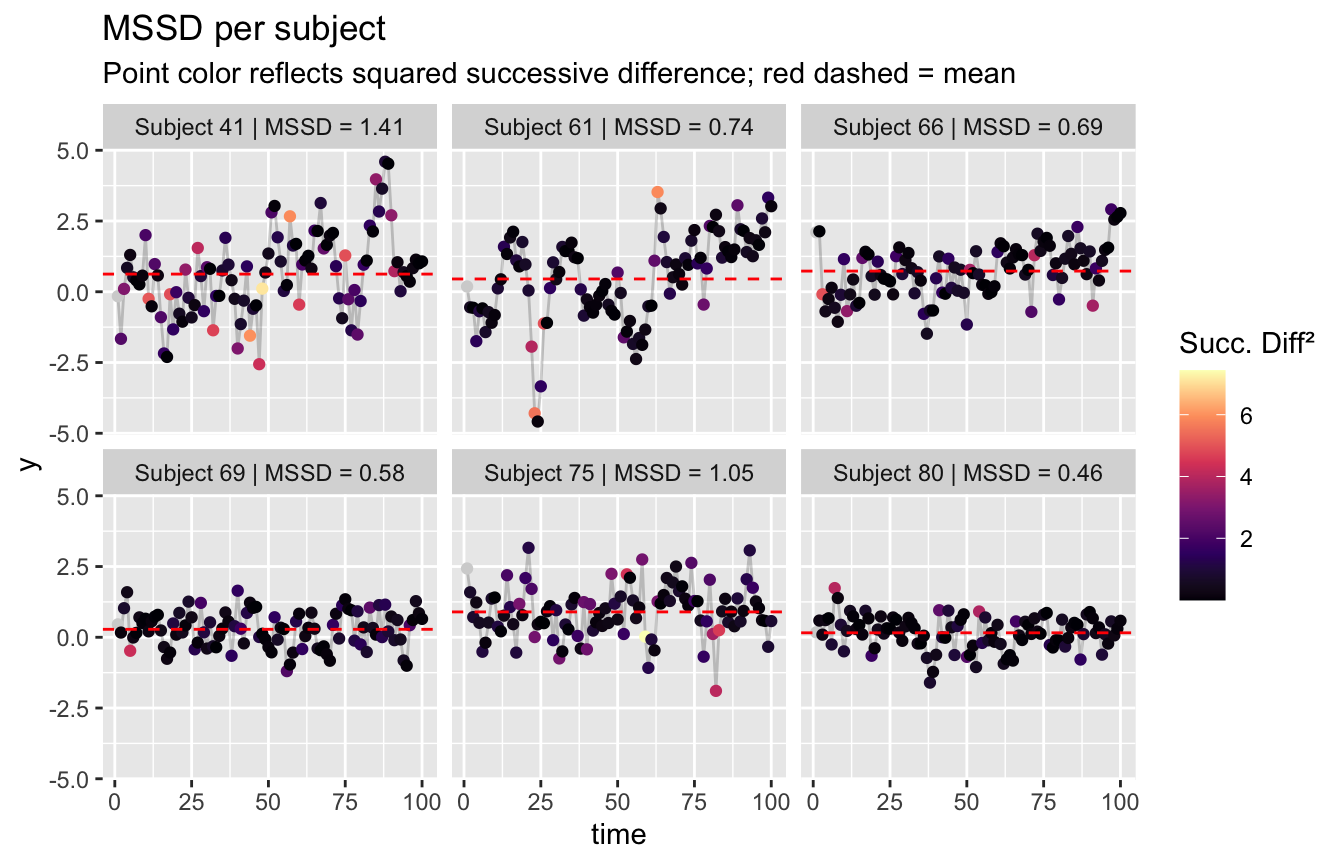 MSSD per subject
Point color reflects squared successive difference; red dashed = mean
Subject 41 | MSSD = 1.41
Subject 61 | MSSD = 0.74
Subject 66 | MSSD = 0.69
5.0
2.5
0.0
-2.5
-5.0
Subject 69 | MSSD = 0.58
Subject 75 | MSSD = 1.05
Subject 80 | MSSD = 0.46
5.0
2.5
0.0
-2.5
-5.0
0 25 50 75 100
0 25 50 75 100
0 25 50 75 100
time
y
Succ. Diff²
6
4
2